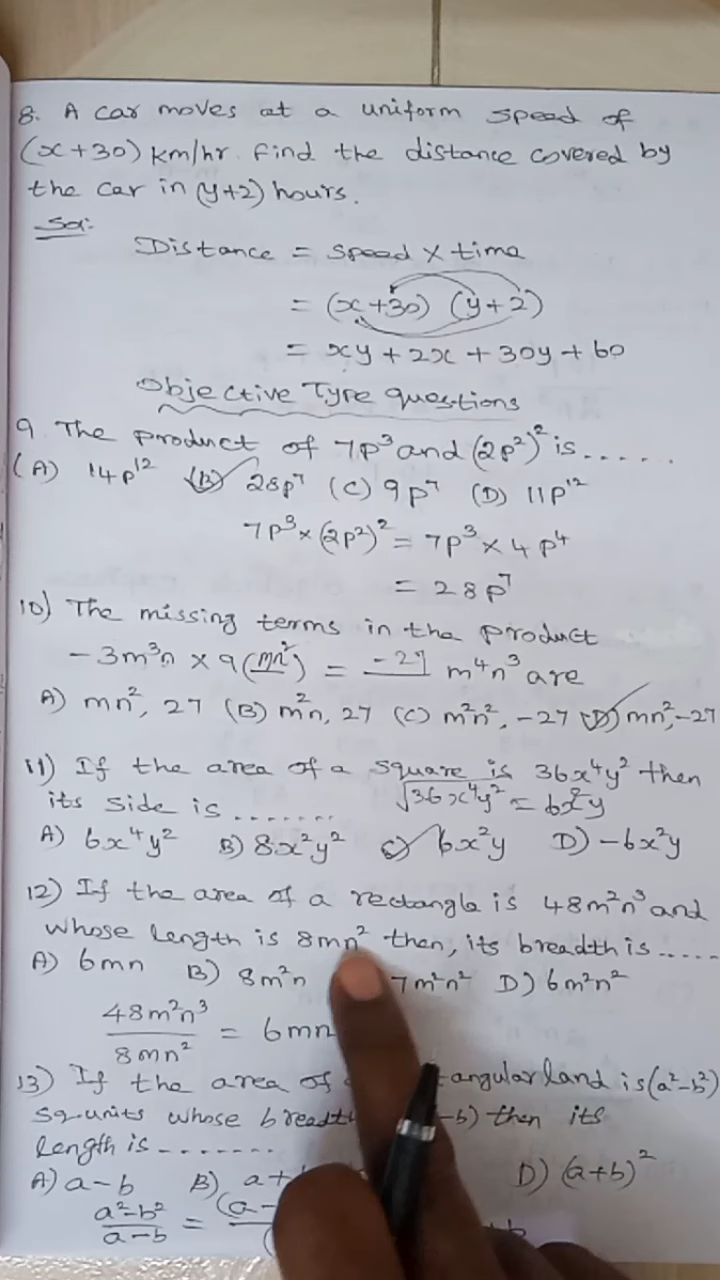 8. A car moves at a uniform speed of
(x+30) km/hr. find the distance covered by
the car in (y+2) hours.
Sol:
Distance = speed × time
= (x+30) (y+2)
= xy + 2x + 30y + 60
Objective Type questions
9. The product of 7p³ and (2p²)² is.....
(A) 14p¹² (B) 28p⁷ (C) 9p⁷ (D) 11p¹²
7p³ × (2p²)² = 7p³ × 4p⁴
= 28p⁷
10) The missing terms in the product
-3m³n × 9(mn²) = -27 m⁴n³ are
A) mn², 27 (B) m²n, 27 (C) m²n², -27 (D) mn², -27
11) If the area of a square is 36x⁴y² then
its side is ....... √36x⁴y² = 6x²y
A) 6x⁴y² B) 8x²y² C) 6x²y D) -6x²y
12) If the area of a rectangle is 48m²n³ and
whose length is 8mn² then, its breadth is .....
A) 6mn B) 8m²n 7m²n² D) 6m²n²
48m²n³/8mn² = 6mn
13) If the area of tangular land is (a²-b²)
sq.units whose breadth -b) then its
length is .......
A) a-b B) a+ D) (a+b)²
a²-b²/a-b = (a-